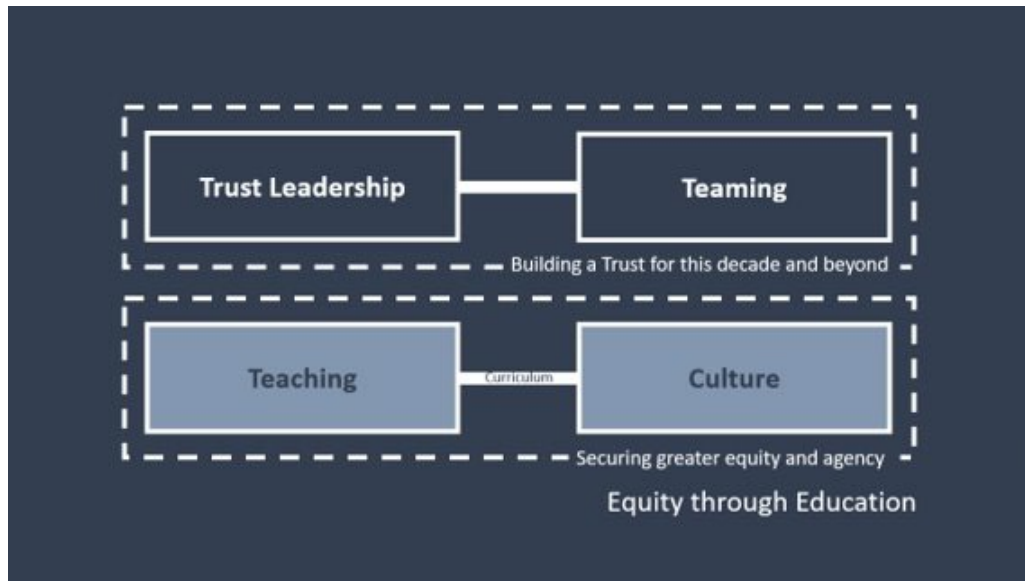 Trust Leadership
Teaming
Building a Trust for this decade and beyond
Teaching
Curriculum
Culture
Securing greater equity and agency
Equity through Education